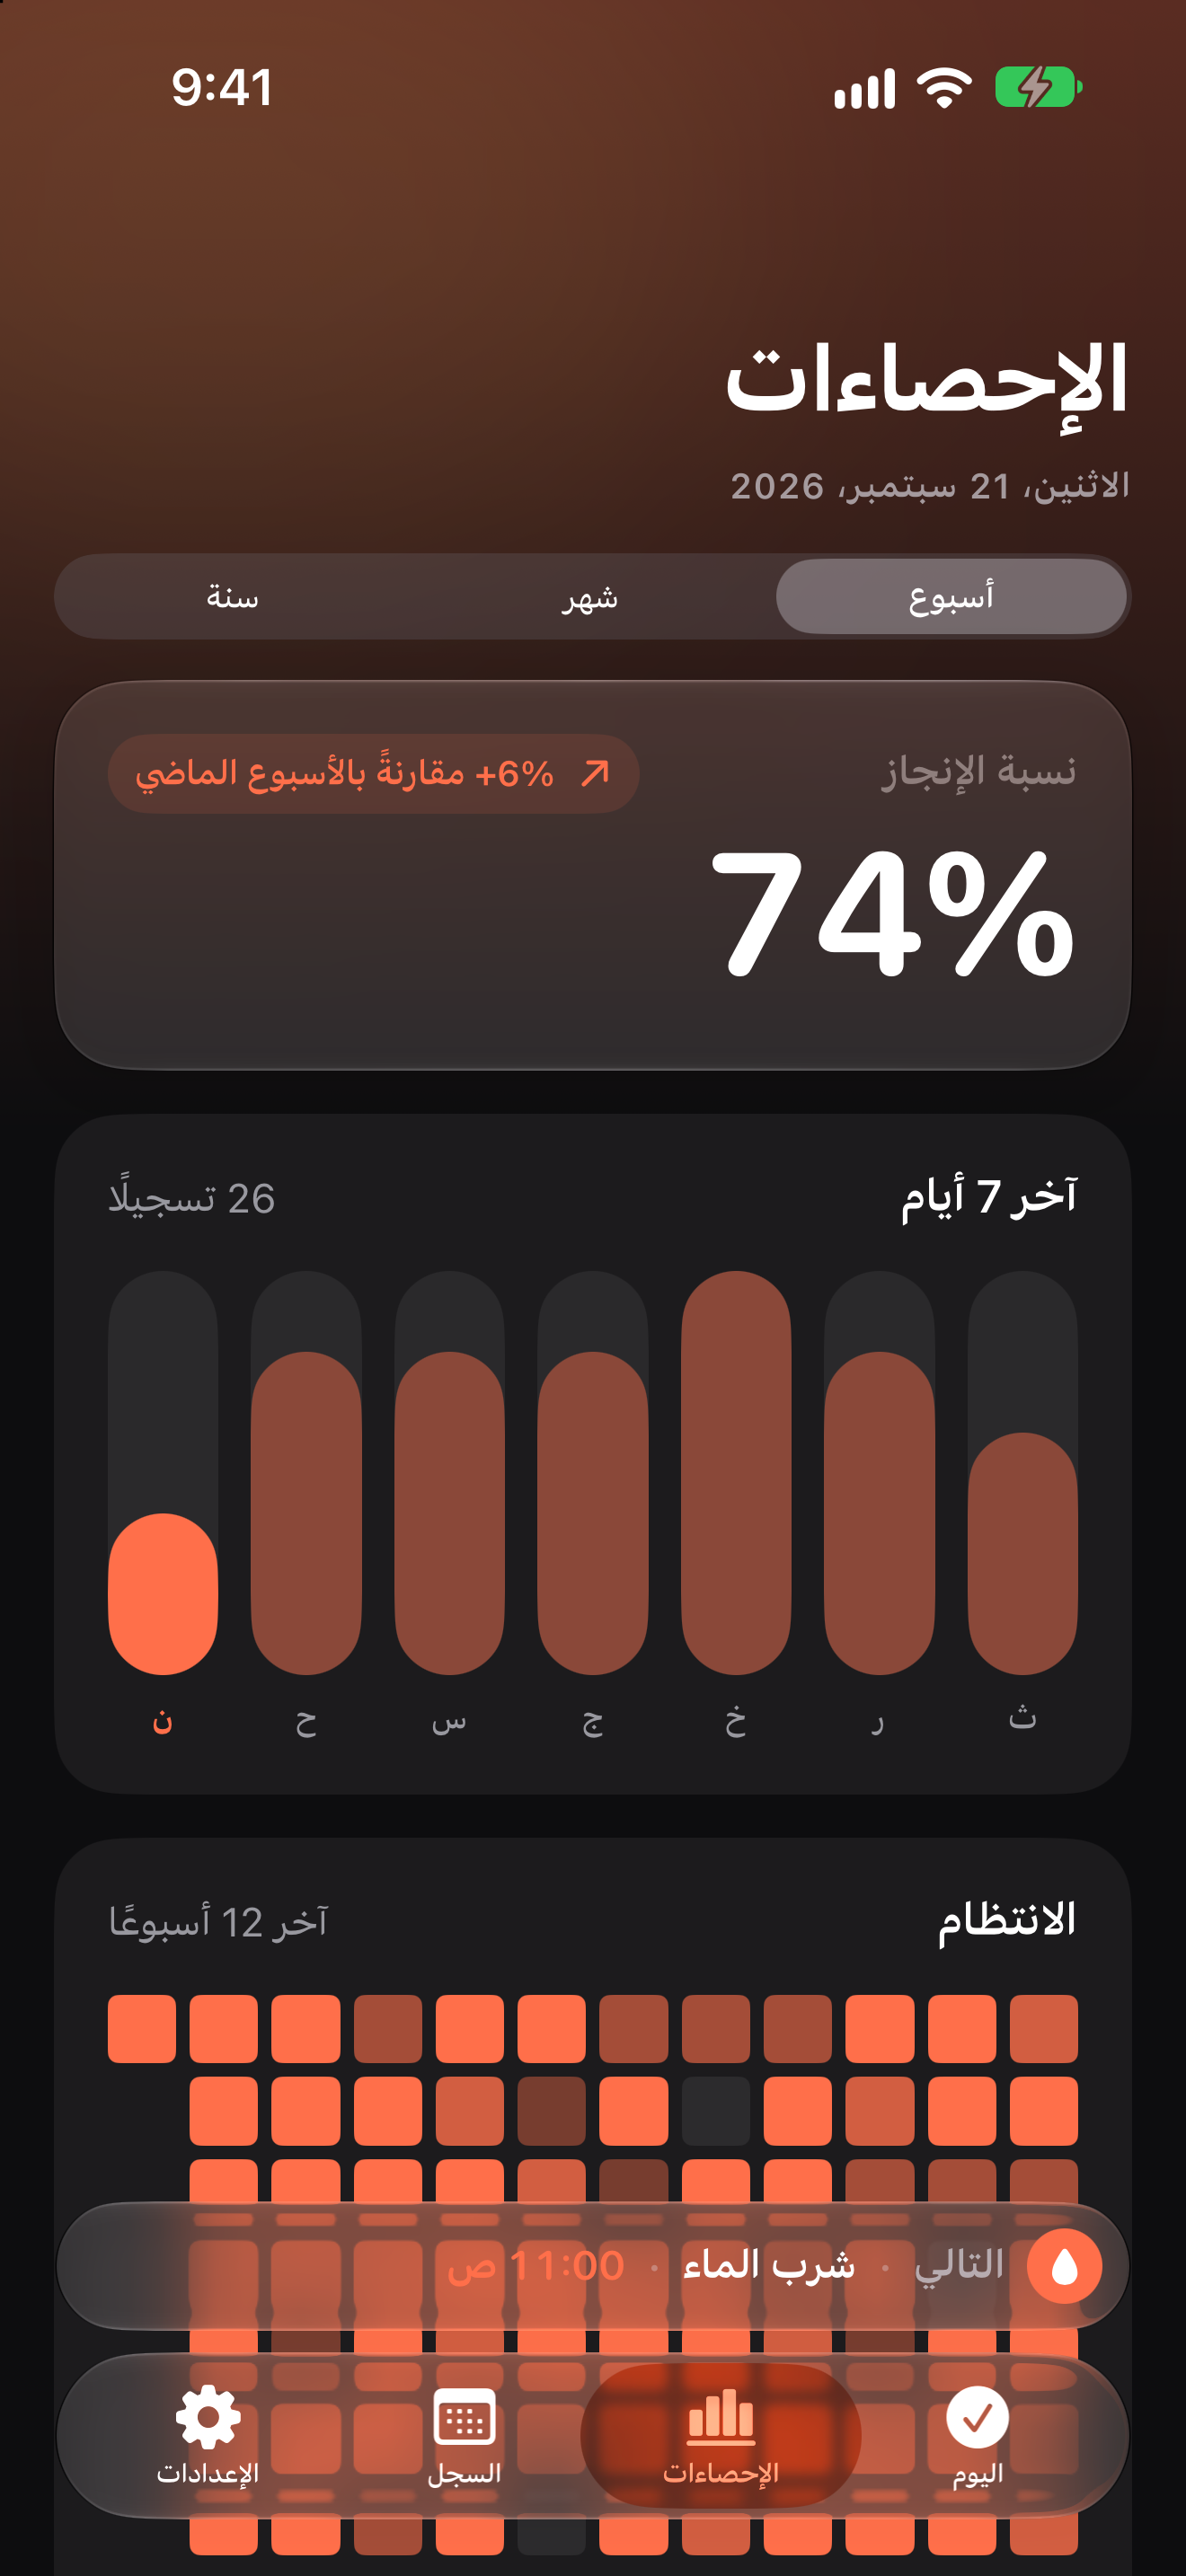 9:41
الإحصاءات
الاثنين، 21 سبتمبر، 2026
أسبوع شهر سنة
نسبة الإنجاز
+6% مقارنةً بالأسبوع الماضي
74%
آخر 7 أيام
26 تسجيلًا
ث ر خ ج س ح ن
الانتظام
آخر 12 أسبوعًا
التالي · شرب الماء · 11:00 ص
اليوم الإحصاءات السجل الإعدادات